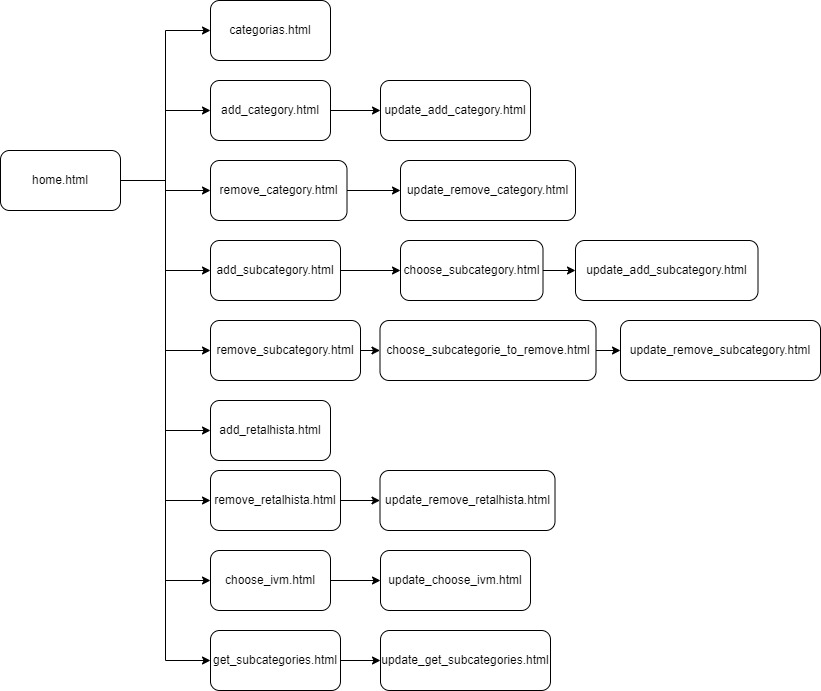 categorias.html
add_category.html
update_add_category.html
home.html
remove_category.html
update_remove_category.html
add_subcategory.html
choose_subcategory.html
update_add_subcategory.html
remove_subcategory.html
choose_subcategorie_to_remove.html
update_remove_subcategory.html
add_retalhista.html
remove_retalhista.html
update_remove_retalhista.html
choose_ivm.html
update_choose_ivm.html
get_subcategories.html
update_get_subcategories.html